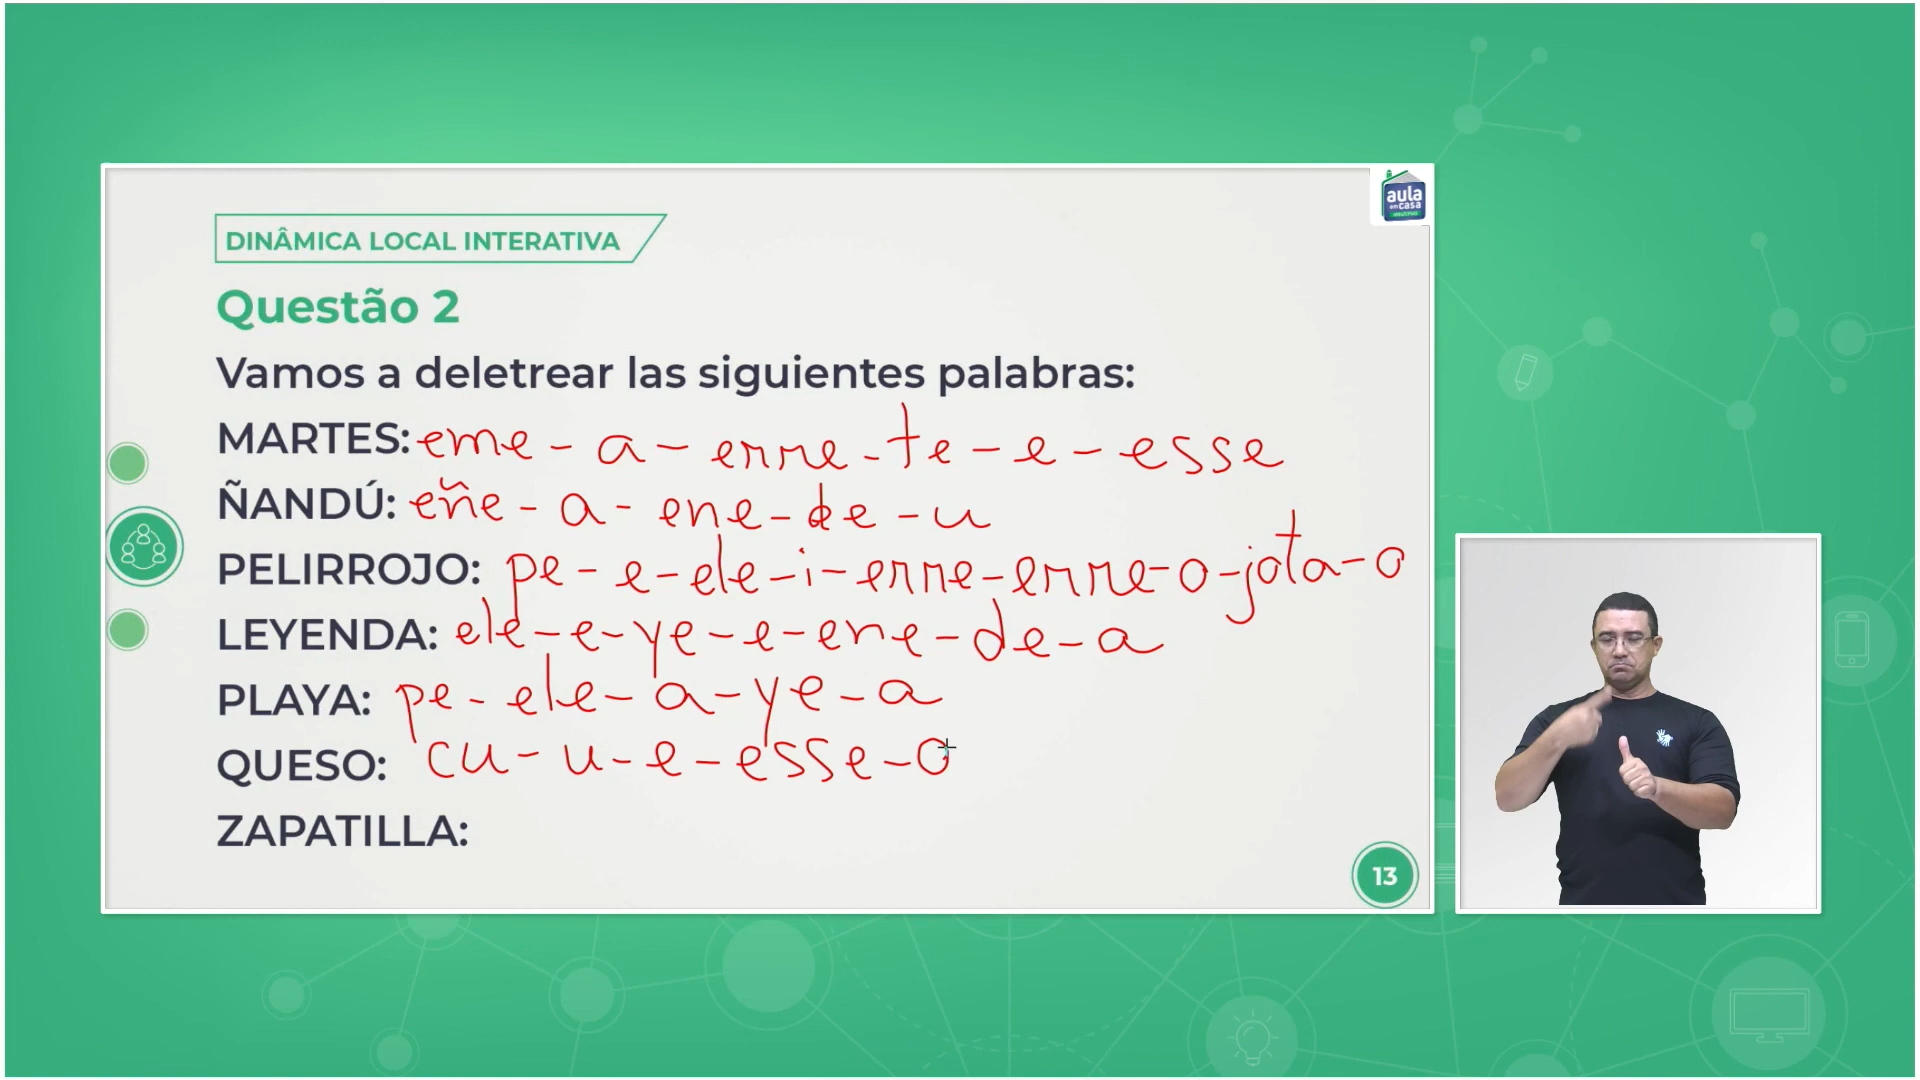 aula
em casa
DINÂMICA LOCAL INTERATIVA
Questão 2
Vamos a deletrear las siguientes palabras:
MARTES: eme - a - erre - te - e - esse
ÑANDÚ: eñe - a - ene - de - u
PELIRROJO: pe - e - ele - i - erre - erre - o - jota - o
LEYENDA: ele - e - ye - e - ene - de - a
PLAYA: pe - ele - a - ye - a
QUESO: cu - u - e - esse - o
ZAPATILLA:
13